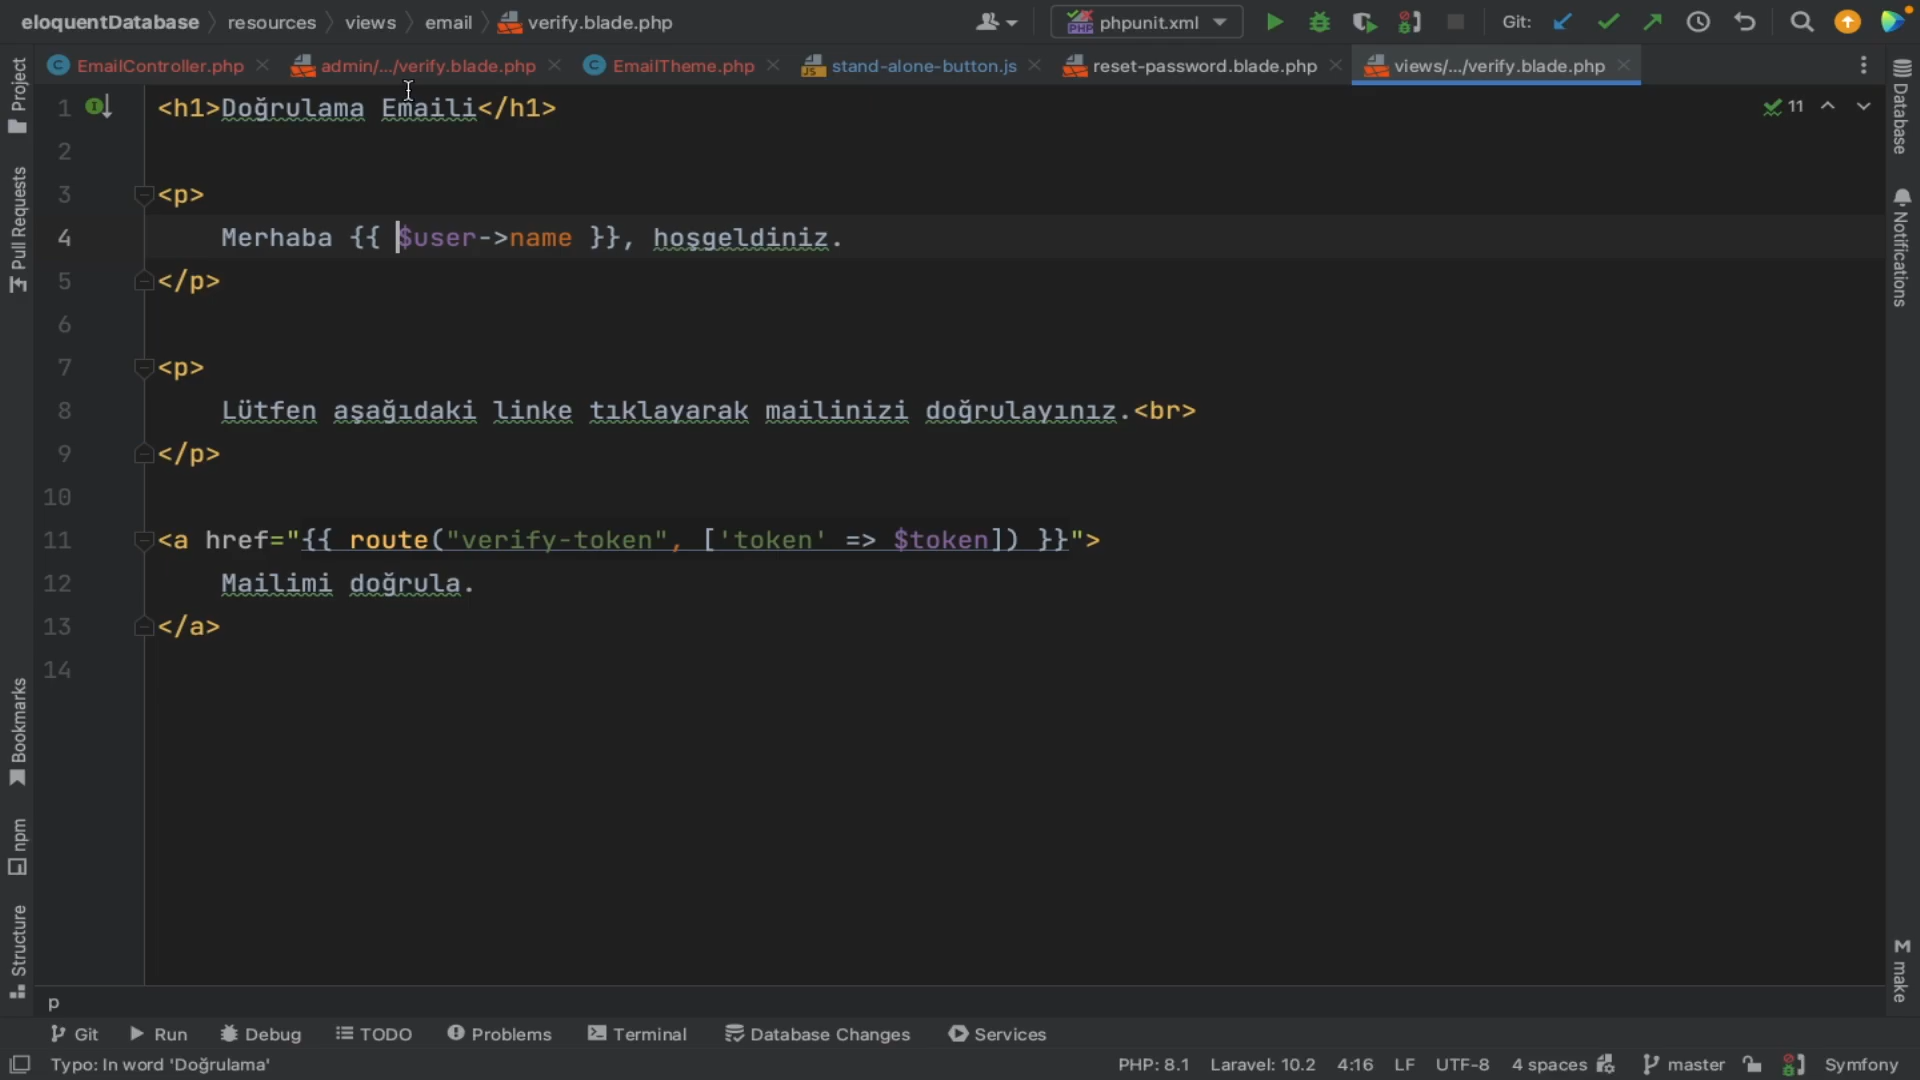 eloquentDatabase resources views email verify.blade.php phpunit.xml Git:
EmailController.php admin/.../verify.blade.php EmailTheme.php stand-alone-button.js reset-password.blade.php views/.../verify.blade.php
Project
Pull Requests
Bookmarks
npm
Structure
1 <h1>Doğrulama Emaili</h1>
2
3 <p>
4 Merhaba {{ $user->name }}, hoşgeldiniz.
5 </p>
6
7 <p>
8 Lütfen aşağıdaki linke tıklayarak mailinizi doğrulayınız.<br>
9 </p>
10
11 <a href="{{ route("verify-token", ['token' => $token]) }}">
12 Mailimi doğrula.
13 </a>
14
11
Database
Notifications
make
p
Git Run Debug TODO Problems Terminal Database Changes Services
Typo: In word 'Doğrulama' PHP: 8.1 Laravel: 10.2 4:16 LF UTF-8 4 spaces master Symfony